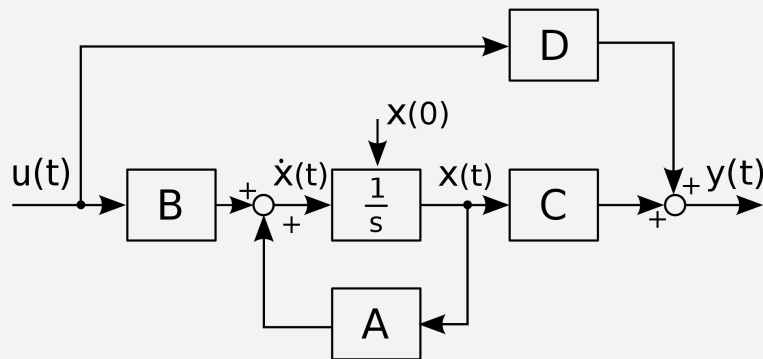 D
x(0)
u(t)
B
+
ẋ(t)
+
1
s
x(t)
C
+
+
y(t)
A